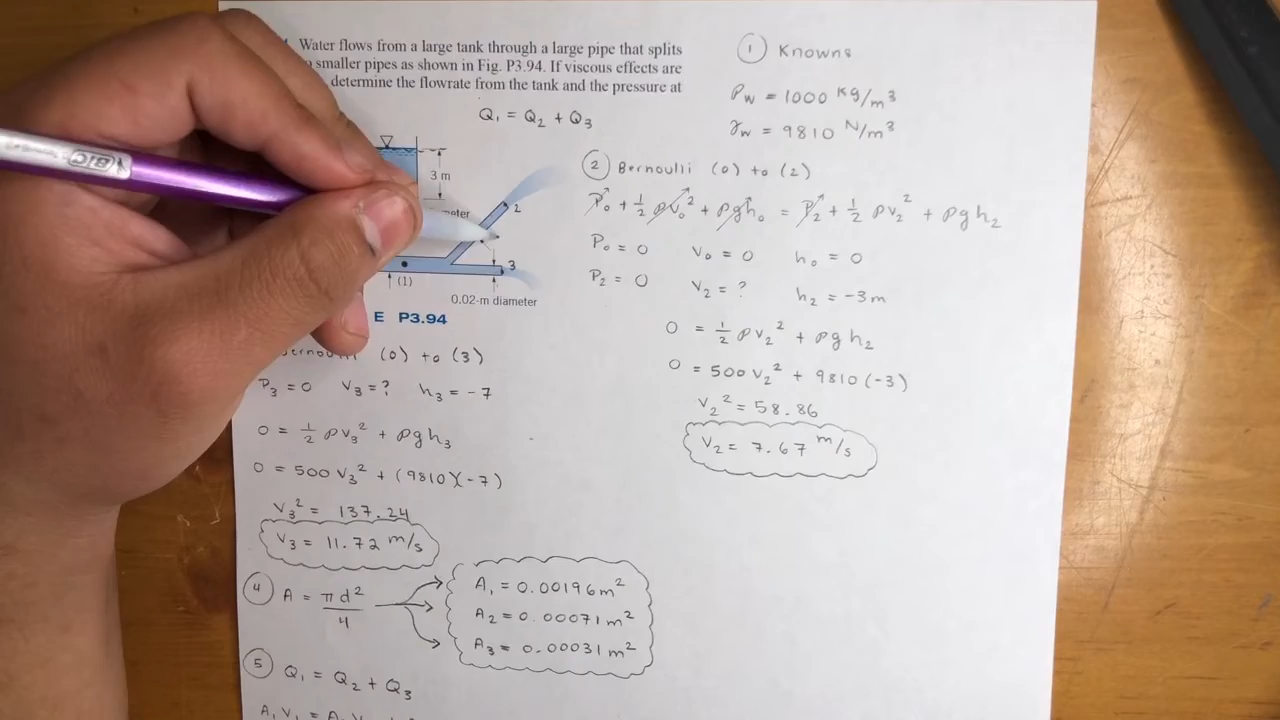 Water flows from a large tank through a large pipe that splits
smaller pipes as shown in Fig. P3.94. If viscous effects are
determine the flowrate from the tank and the pressure at
Q₁ = Q₂ + Q₃
3 m
2
3
(1)
0.02-m diameter
E P3.94
BIC
(0) to (3)
P₃ = 0 V₃ = ? h₃ = -7
0 = ½ ρV₃² + ρgh₃
0 = 500 V₃² + (9810)(-7)
V₃² = 137.24
V₃ = 11.72 m/s
4 A = πd²/4
A₁ = 0.00196 m²
A₂ = 0.00071 m²
A₃ = 0.00031 m²
5 Q₁ = Q₂ + Q₃
A₁ V₁ =
1 Knowns
ρw = 1000 kg/m³
γw = 9810 N/m³
2 Bernoulli (0) to (2)
P₀ + ½ ρV₀² + ρgh₀ = P₂ + ½ ρV₂² + ρgh₂
P₀ = 0 V₀ = 0 h₀ = 0
P₂ = 0 V₂ = ? h₂ = -3m
0 = ½ ρV₂² + ρgh₂
0 = 500 V₂² + 9810(-3)
V₂² = 58.86
V₂ = 7.67 m/s